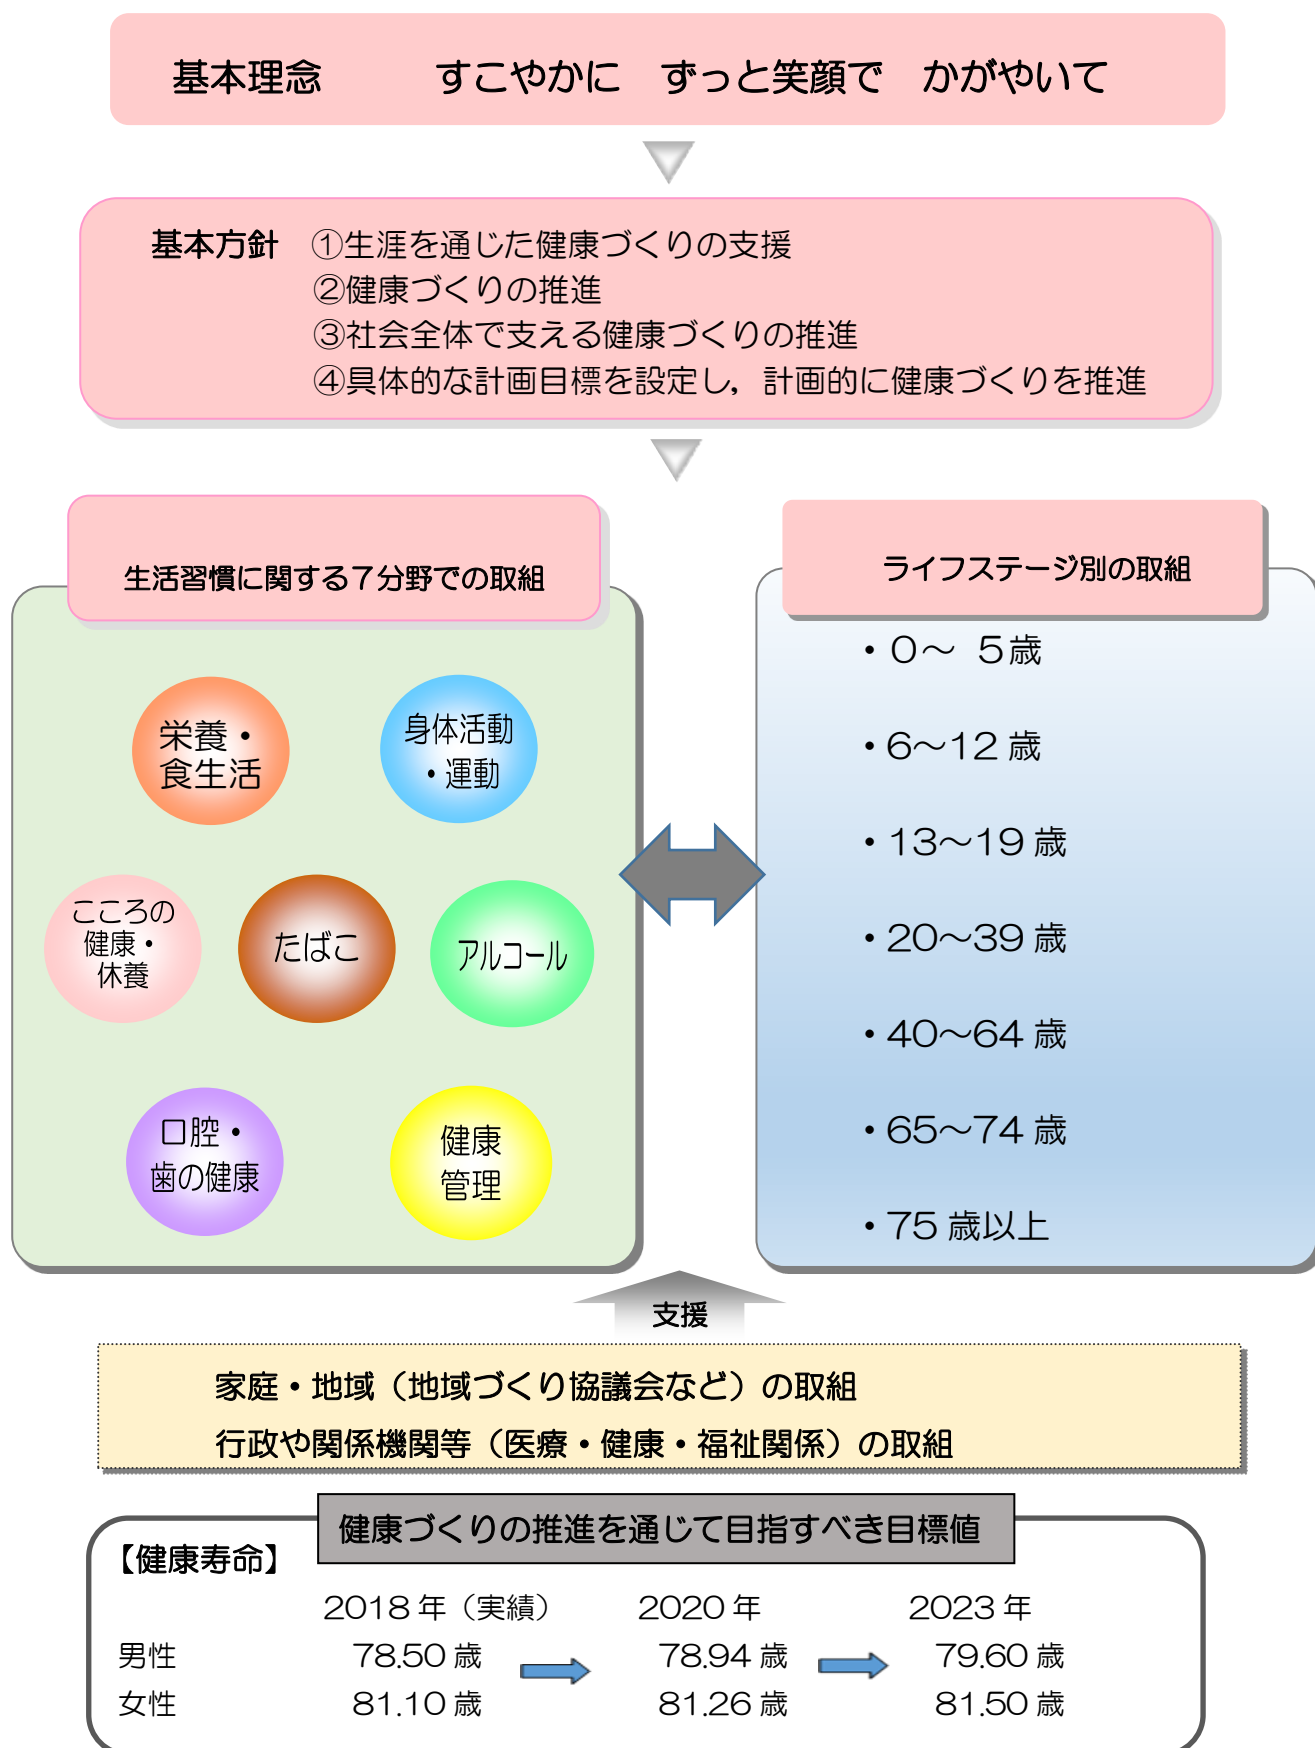 基本理念　　　すこやかに　ずっと笑顔で　かがやいて
基本方針　①生涯を通じた健康づくりの支援
②健康づくりの推進
③社会全体で支える健康づくりの推進
④具体的な計画目標を設定し，計画的に健康づくりを推進
生活習慣に関する７分野での取組
栄養・
食生活
身体活動
・運動
こころの
健康・
休養
たばこ
アルコール
口腔・
歯の健康
健康
管理
ライフステージ別の取組
・０～ ５歳
・６～12 歳
・13～19 歳
・20～39 歳
・40～64 歳
・65～74 歳
・75 歳以上
支援
家庭・地域（地域づくり協議会など）の取組
行政や関係機関等（医療・健康・福祉関係）の取組
健康づくりの推進を通じて目指すべき目標値
【健康寿命】
2018 年（実績）　2020 年　2023 年
男性　78.50 歳　78.94 歳　79.60 歳
女性　81.10 歳　81.26 歳　81.50 歳